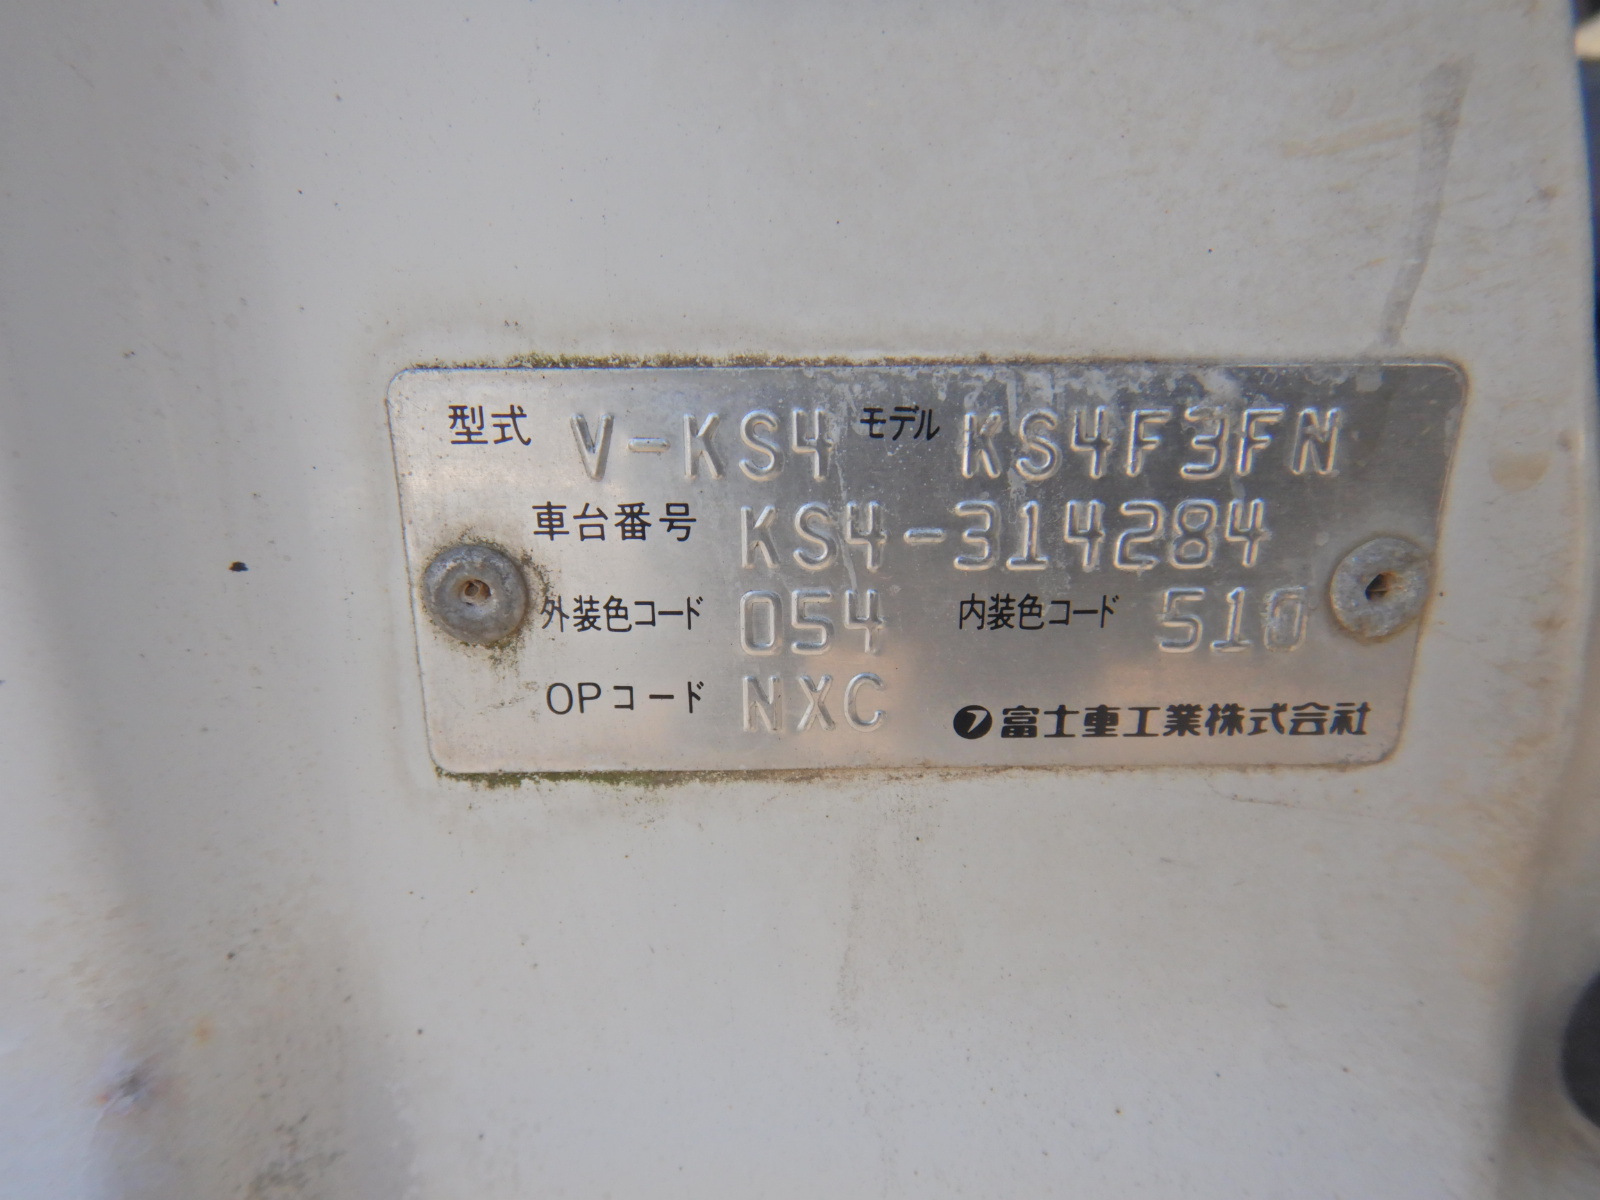 型式 V-KS4 モデル KS4F3FN
車台番号 KS4-314284
外装色コード 054 内装色コード 510
OPコード NXC
富士重工業株式会社